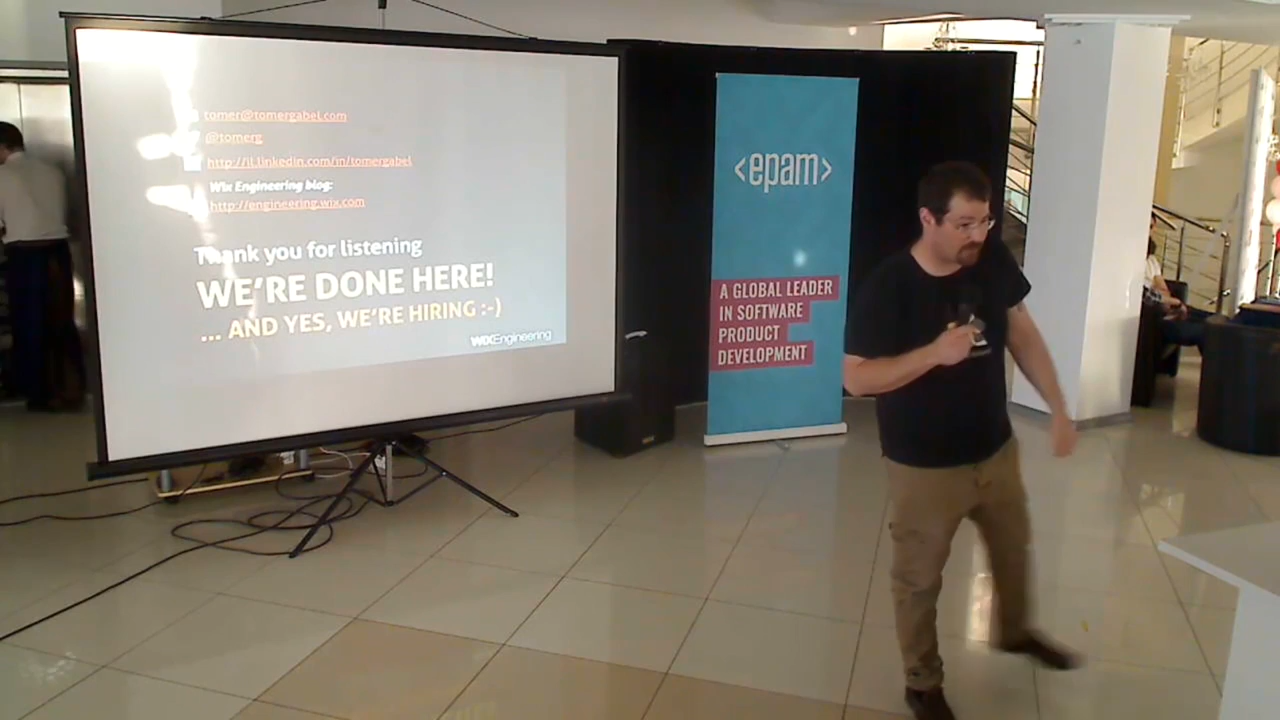 tomer@tomergabel.com
@tomerg
http://il.linkedin.com/in/tomergabel
Wix Engineering blog:
http://engineering.wix.com
Thank you for listening
WE'RE DONE HERE!
... AND YES, WE'RE HIRING :-)
WIXEngineering
<epam>
A GLOBAL LEADER
IN SOFTWARE
PRODUCT
DEVELOPMENT